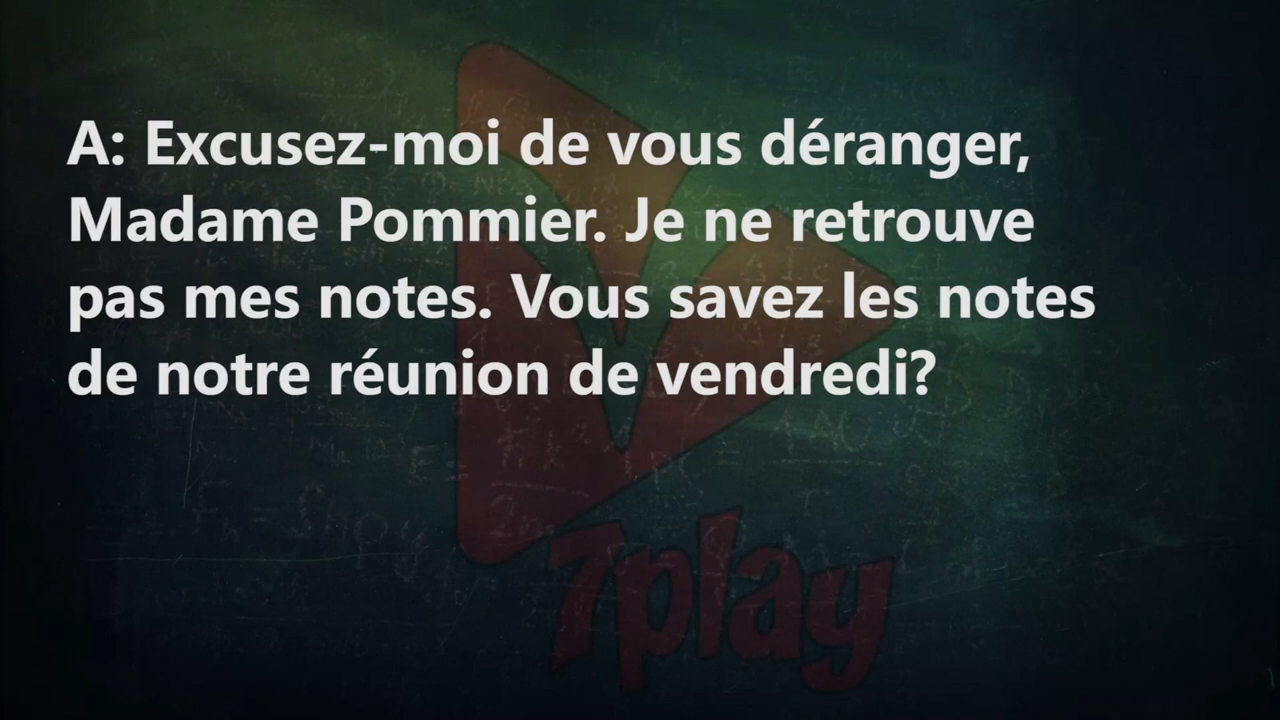 A: Excusez-moi de vous déranger,
Madame Pommier. Je ne retrouve
pas mes notes. Vous savez les notes
de notre réunion de vendredi?
7play